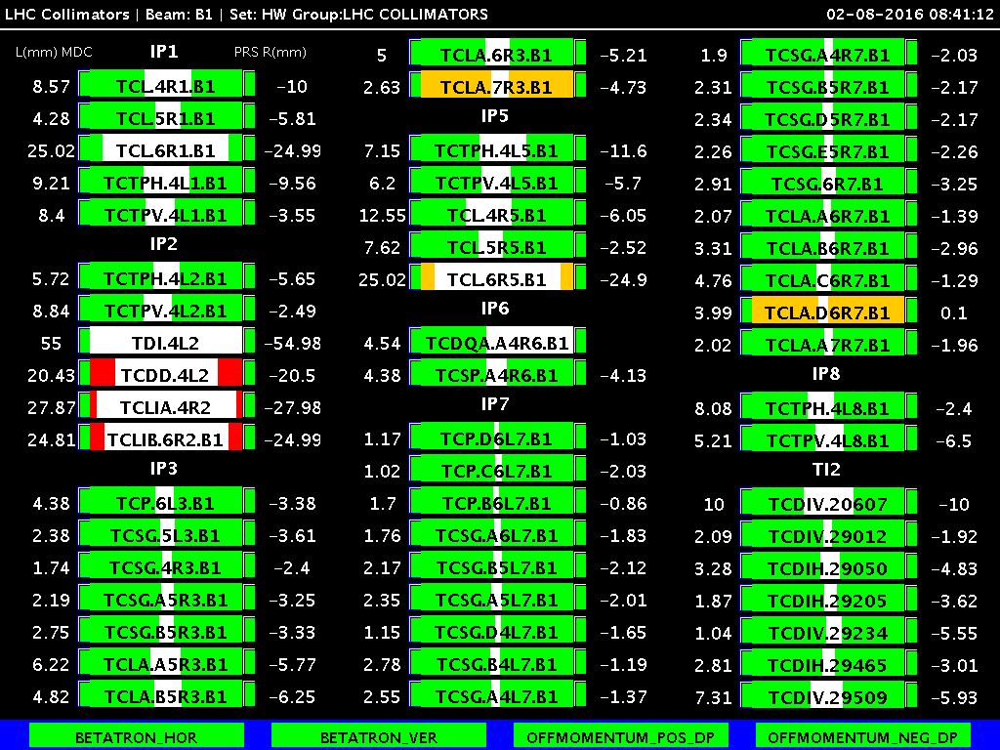 LHC Collimators | Beam: B1 | Set: HW Group:LHC COLLIMATORS 02-08-2016 08:41:12
L(mm) MDC IP1 PRS R(mm)
8.57 TCL.4R1.B1 -10
4.28 TCL.5R1.B1 -5.81
25.02 TCL.6R1.B1 -24.99
9.21 TCTPH.4L1.B1 -9.56
8.4 TCTPV.4L1.B1 -3.55
IP2
5.72 TCTPH.4L2.B1 -5.65
8.84 TCTPV.4L2.B1 -2.49
55 TDI.4L2 -54.98
20.43 TCDD.4L2 -20.5
27.87 TCLIA.4R2 -27.98
24.81 TCLIB.6R2.B1 -24.99
IP3
4.38 TCP.6L3.B1 -3.38
2.38 TCSG.5L3.B1 -3.61
1.74 TCSG.4R3.B1 -2.4
2.19 TCSG.A5R3.B1 -3.25
2.75 TCSG.B5R3.B1 -3.33
6.22 TCLA.A5R3.B1 -5.77
4.82 TCLA.B5R3.B1 -6.25
5 TCLA.6R3.B1 -5.21
2.63 TCLA.7R3.B1 -4.73
IP5
7.15 TCTPH.4L5.B1 -11.6
6.2 TCTPV.4L5.B1 -5.7
12.55 TCL.4R5.B1 -6.05
7.62 TCL.5R5.B1 -2.52
25.02 TCL.6R5.B1 -24.9
IP6
4.54 TCDQA.A4R6.B1
4.38 TCSP.A4R6.B1 -4.13
IP7
1.17 TCP.D6L7.B1 -1.03
1.02 TCP.C6L7.B1 -2.03
1.7 TCP.B6L7.B1 -0.86
1.76 TCSG.A6L7.B1 -1.83
2.17 TCSG.B5L7.B1 -2.12
2.35 TCSG.A5L7.B1 -2.01
1.15 TCSG.D4L7.B1 -1.65
2.78 TCSG.B4L7.B1 -1.19
2.55 TCSG.A4L7.B1 -1.37
1.9 TCSG.A4R7.B1 -2.03
2.31 TCSG.B5R7.B1 -2.17
2.34 TCSG.D5R7.B1 -2.17
2.26 TCSG.E5R7.B1 -2.26
2.91 TCSG.6R7.B1 -3.25
2.07 TCLA.A6R7.B1 -1.39
3.31 TCLA.B6R7.B1 -2.96
4.76 TCLA.C6R7.B1 -1.29
3.99 TCLA.D6R7.B1 0.1
2.02 TCLA.A7R7.B1 -1.96
IP8
8.08 TCTPH.4L8.B1 -2.4
5.21 TCTPV.4L8.B1 -6.5
TI2
10 TCDIV.20607 -10
2.09 TCDIV.29012 -1.92
3.28 TCDIH.29050 -4.83
1.87 TCDIH.29205 -3.62
1.04 TCDIV.29234 -5.55
2.81 TCDIH.29465 -3.01
7.31 TCDIV.29509 -5.93
BETATRON_HOR BETATRON_VER OFFMOMENTUM_POS_DP OFFMOMENTUM_NEG_DP